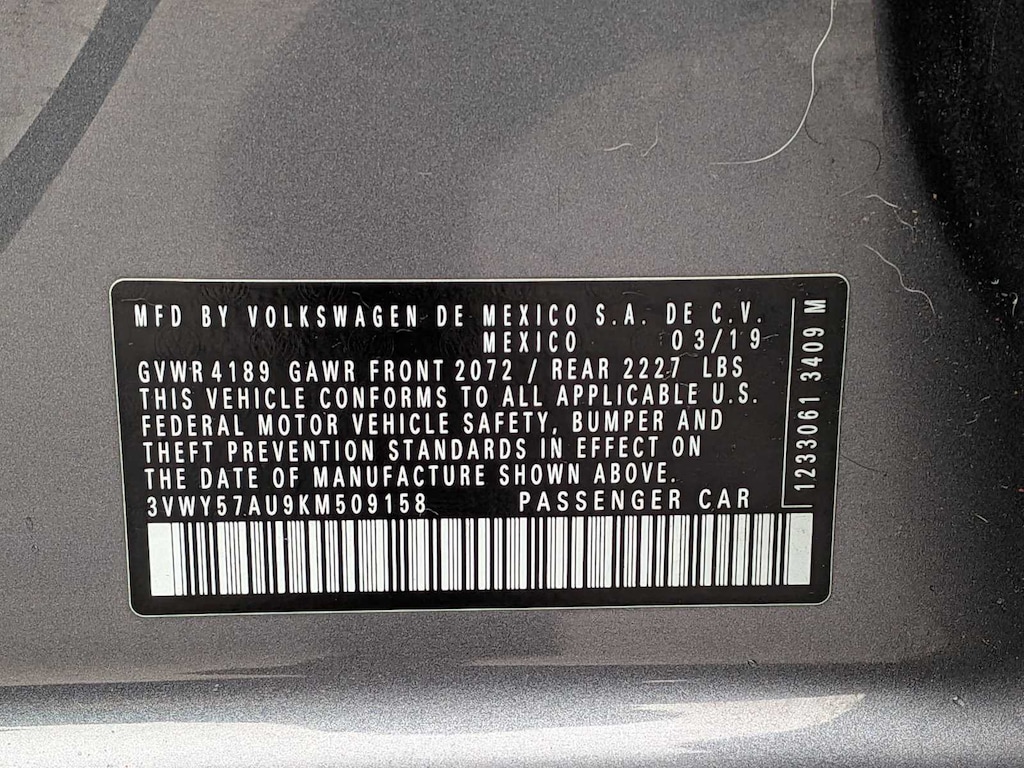 MFD BY VOLKSWAGEN DE MEXICO S.A. DE C.V.
MEXICO 03/19
GVWR 4189 GAWR FRONT 2072 / REAR 2227 LBS
THIS VEHICLE CONFORMS TO ALL APPLICABLE U.S.
FEDERAL MOTOR VEHICLE SAFETY, BUMPER AND
THEFT PREVENTION STANDARDS IN EFFECT ON
THE DATE OF MANUFACTURE SHOWN ABOVE.
3VWY57AU9KM509158 PASSENGER CAR
1233061 3409 M